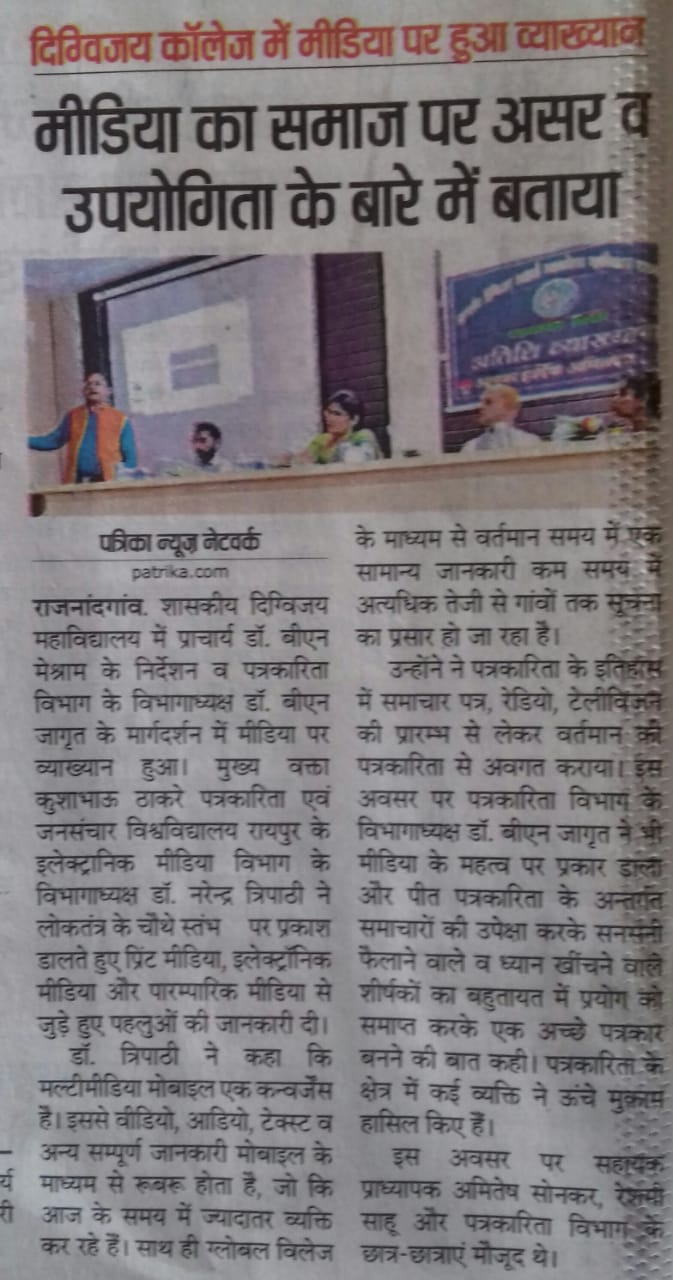 दिग्विजय कॉलेज में मीडिया पर हुआ व्याख्यान
मीडिया का समाज पर असर व
उपयोगिता के बारे में बताया
अतिथि व्याख्यान
पत्रिका न्यूज़ नेटवर्क
patrika.com
राजनांदगांव. शासकीय दिग्विजय
महाविद्यालय में प्राचार्य डॉ. बीएन
मेश्राम के निर्देशन व पत्रकारिता
विभाग के विभागाध्यक्ष डॉ. बीएन
जागृत के मार्गदर्शन में मीडिया पर
व्याख्यान हुआ। मुख्य वक्ता
कुशाभाऊ ठाकरे पत्रकारिता एवं
जनसंचार विश्वविद्यालय रायपुर के
इलेक्ट्रानिक मीडिया विभाग के
विभागाध्यक्ष डॉ. नरेन्द्र त्रिपाठी ने
लोकतंत्र के चौथे स्तंभ पर प्रकाश
डालते हुए प्रिंट मीडिया, इलेक्ट्रॉनिक
मीडिया और पारम्पारिक मीडिया से
जुड़े हुए पहलुओं की जानकारी दी।
डॉ. त्रिपाठी ने कहा कि
मल्टीमीडिया मोबाइल एक कन्वर्जेंस
है। इससे वीडियो, आडियो, टेक्स्ट व
अन्य सम्पूर्ण जानकारी मोबाइल के
माध्यम से रूबरू होता है, जो कि
आज के समय में ज्यादातर व्यक्ति
कर रहे हैं। साथ ही ग्लोबल विलेज
के माध्यम से वर्तमान समय में एक
सामान्य जानकारी कम समय में
अत्यधिक तेजी से गांवों तक सूचना
का प्रसार हो जा रहा है।
उन्होंने ने पत्रकारिता के इतिहास
में समाचार पत्र, रेडियो, टेलीविजन
की प्रारम्भ से लेकर वर्तमान की
पत्रकारिता से अवगत कराया। इस
अवसर पर पत्रकारिता विभाग के
विभागाध्यक्ष डॉ. बीएन जागृत ने भी
मीडिया के महत्व पर प्रकार डाला
और पीत पत्रकारिता के अन्तर्गत
समाचारों की उपेक्षा करके सनसनी
फैलाने वाले व ध्यान खींचने वाले
शीर्षकों का बहुतायत में प्रयोग को
समाप्त करके एक अच्छे पत्रकार
बनने की बात कही। पत्रकारिता के
क्षेत्र में कई व्यक्ति ने ऊंचे मुकाम
हासिल किए हैं।
इस अवसर पर सहायक
प्राध्यापक अमितेष सोनकर, रेशमी
साहू और पत्रकारिता विभाग के
छात्र-छात्राएं मौजूद थे।